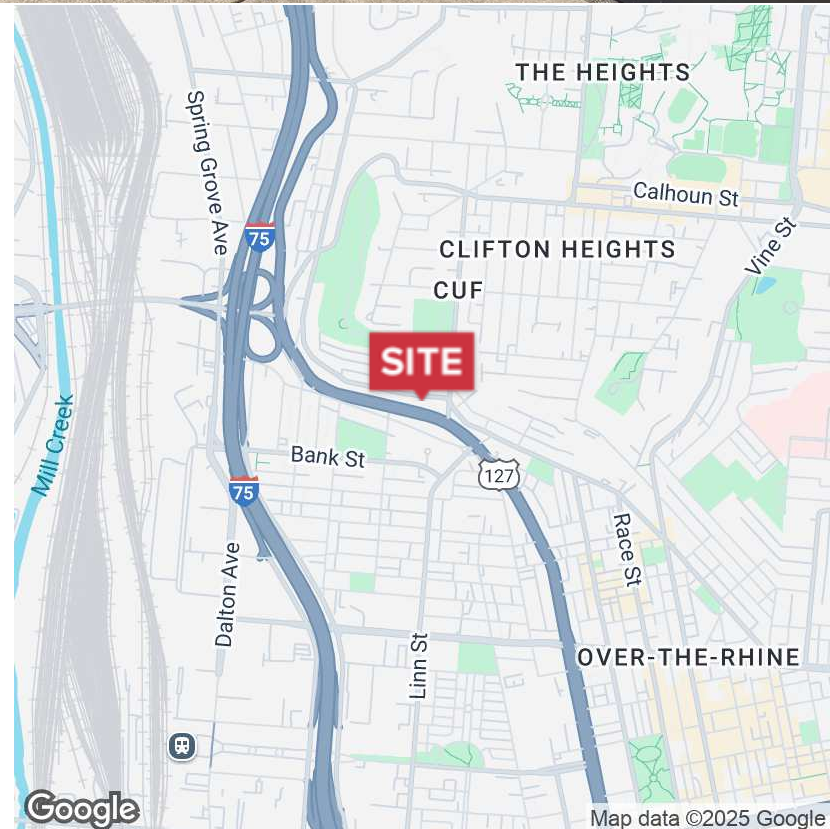 THE HEIGHTS
Spring Grove Ave
Calhoun St
75
CLIFTON HEIGHTS
Vine St
CUF
SITE
Mill Creek
Bank St
127
75
Race St
Dalton Ave
Linn St
OVER-THE-RHINE
Google
Map data ©2025 Google